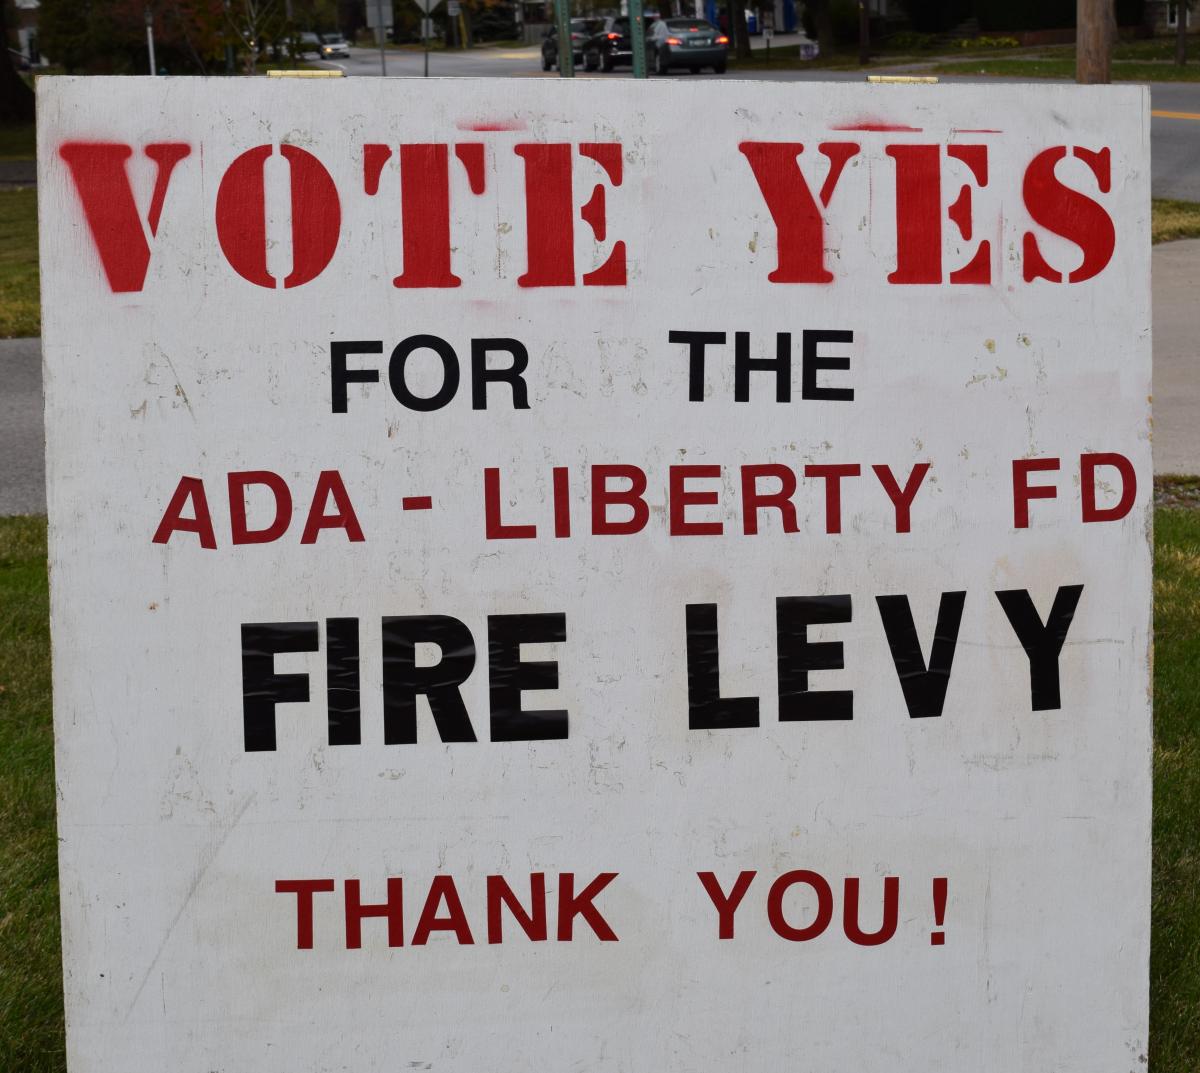 VOTE YES
FOR THE
ADA - LIBERTY FD
FIRE LEVY
THANK YOU!